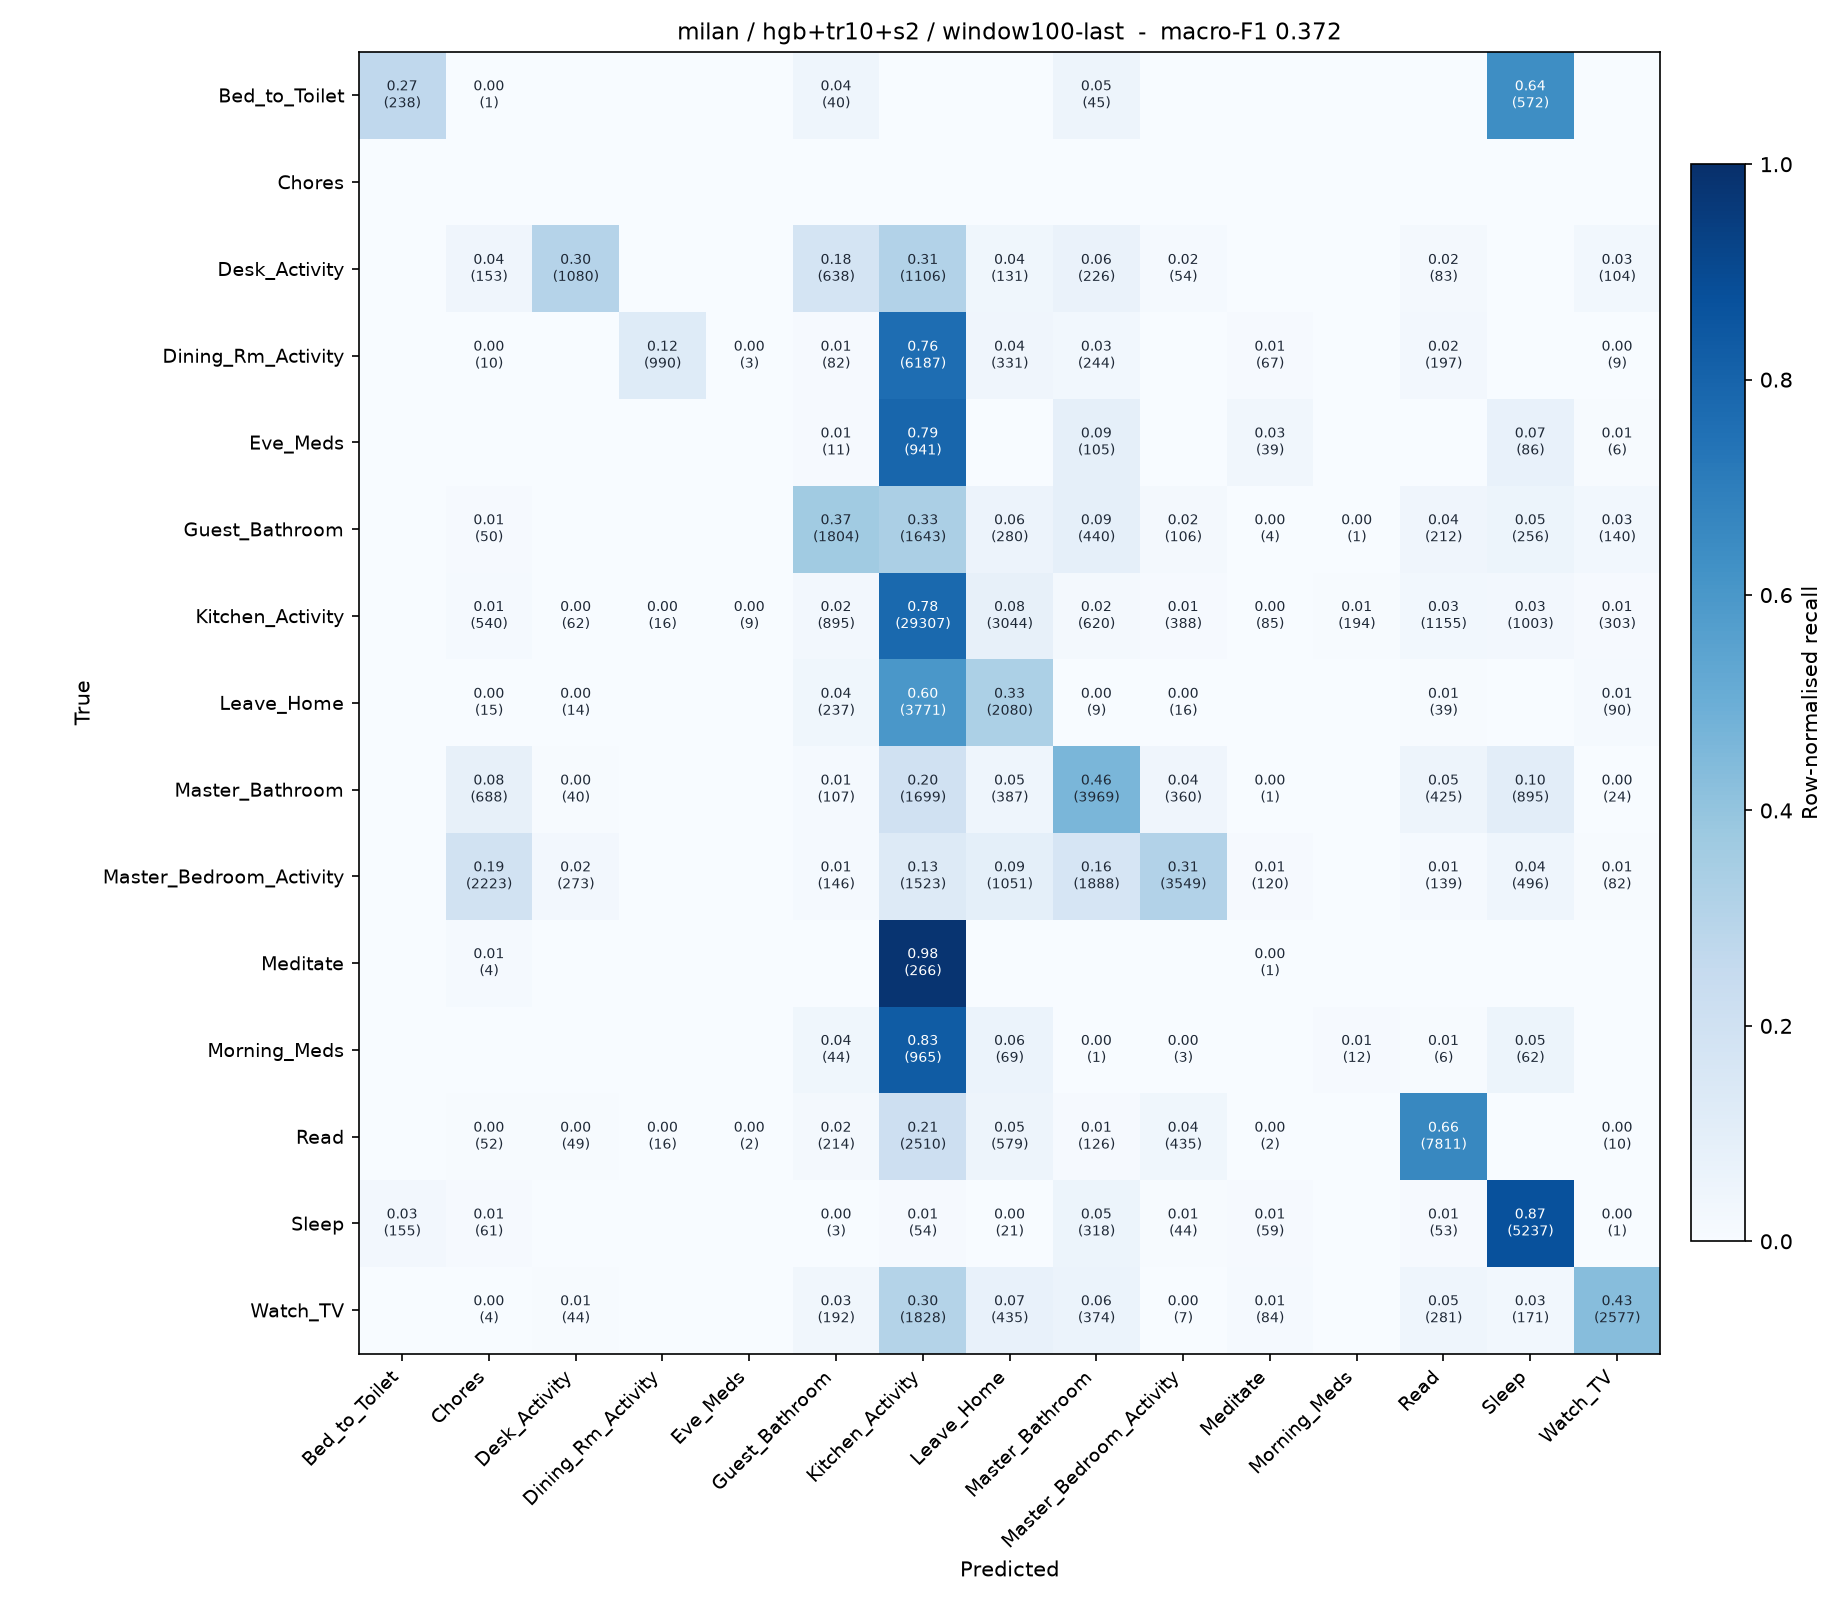 milan / hgb+tr10+s2 / window100-last  -  macro-F1 0.372
True
Bed_to_Toilet
0.27 0.00 0.04 0.05 0.64
(238) (1) (40) (45) (572)
Chores
Desk_Activity
0.04 0.30 0.18 0.31 0.04 0.06 0.02 0.02 0.03
(153) (1080) (638) (1106) (131) (226) (54) (83) (104)
Dining_Rm_Activity
0.00 0.12 0.00 0.01 0.76 0.04 0.03 0.01 0.02 0.00
(10) (990) (3) (82) (6187) (331) (244) (67) (197) (9)
Eve_Meds
0.01 0.79 0.09 0.03 0.07 0.01
(11) (941) (105) (39) (86) (6)
Guest_Bathroom
0.01 0.37 0.33 0.06 0.09 0.02 0.00 0.00 0.04 0.05 0.03
(50) (1804) (1643) (280) (440) (106) (4) (1) (212) (256) (140)
Kitchen_Activity
0.01 0.00 0.00 0.00 0.02 0.78 0.08 0.02 0.01 0.00 0.01 0.03 0.03 0.01
(540) (62) (16) (9) (895) (29307) (3044) (620) (388) (85) (194) (1155) (1003) (303)
Leave_Home
0.00 0.00 0.04 0.60 0.33 0.00 0.00 0.01 0.01
(15) (14) (237) (3771) (2080) (9) (16) (39) (90)
Master_Bathroom
0.08 0.00 0.01 0.20 0.05 0.46 0.04 0.00 0.05 0.10 0.00
(688) (40) (107) (1699) (387) (3969) (360) (1) (425) (895) (24)
Master_Bedroom_Activity
0.19 0.02 0.01 0.13 0.09 0.16 0.31 0.01 0.01 0.04 0.01
(2223) (273) (146) (1523) (1051) (1888) (3549) (120) (139) (496) (82)
Meditate
0.01 0.98 0.00
(4) (266) (1)
Morning_Meds
0.04 0.83 0.06 0.00 0.00 0.01 0.01 0.05
(44) (965) (69) (1) (3) (12) (6) (62)
Read
0.00 0.00 0.00 0.00 0.02 0.21 0.05 0.01 0.04 0.00 0.66 0.00
(52) (49) (16) (2) (214) (2510) (579) (126) (435) (2) (7811) (10)
Sleep
0.03 0.01 0.00 0.01 0.00 0.05 0.01 0.01 0.01 0.87 0.00
(155) (61) (3) (54) (21) (318) (44) (59) (53) (5237) (1)
Watch_TV
0.00 0.01 0.03 0.30 0.07 0.06 0.00 0.01 0.05 0.03 0.43
(4) (44) (192) (1828) (435) (374) (7) (84) (281) (171) (2577)
Bed_to_Toilet
Chores
Desk_Activity
Dining_Rm_Activity
Eve_Meds
Guest_Bathroom
Kitchen_Activity
Leave_Home
Master_Bathroom
Master_Bedroom_Activity
Meditate
Morning_Meds
Read
Sleep
Watch_TV
Predicted
1.0
0.8
0.6
0.4
0.2
0.0
Row-normalised recall